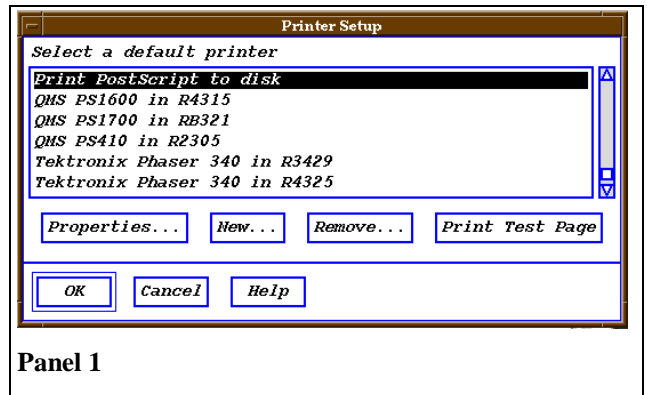 Printer Setup
Select a default printer
Print PostScript to disk
QMS PS1600 in R4315
QMS PS1700 in RB321
QMS PS410 in R2305
Tektronix Phaser 340 in R3429
Tektronix Phaser 340 in R4325
Properties... New... Remove... Print Test Page
OK Cancel Help
Panel 1